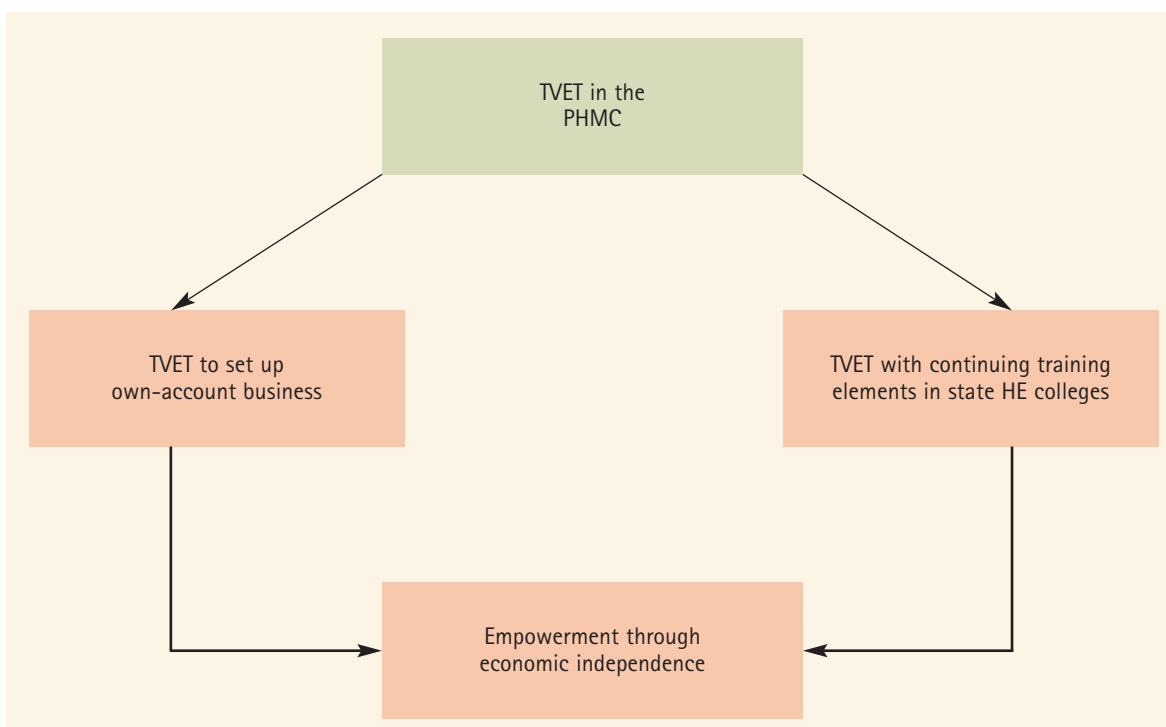 TVET in the
PHMC
TVET to set up
own-account business
TVET with continuing training
elements in state HE colleges
Empowerment through
economic independence